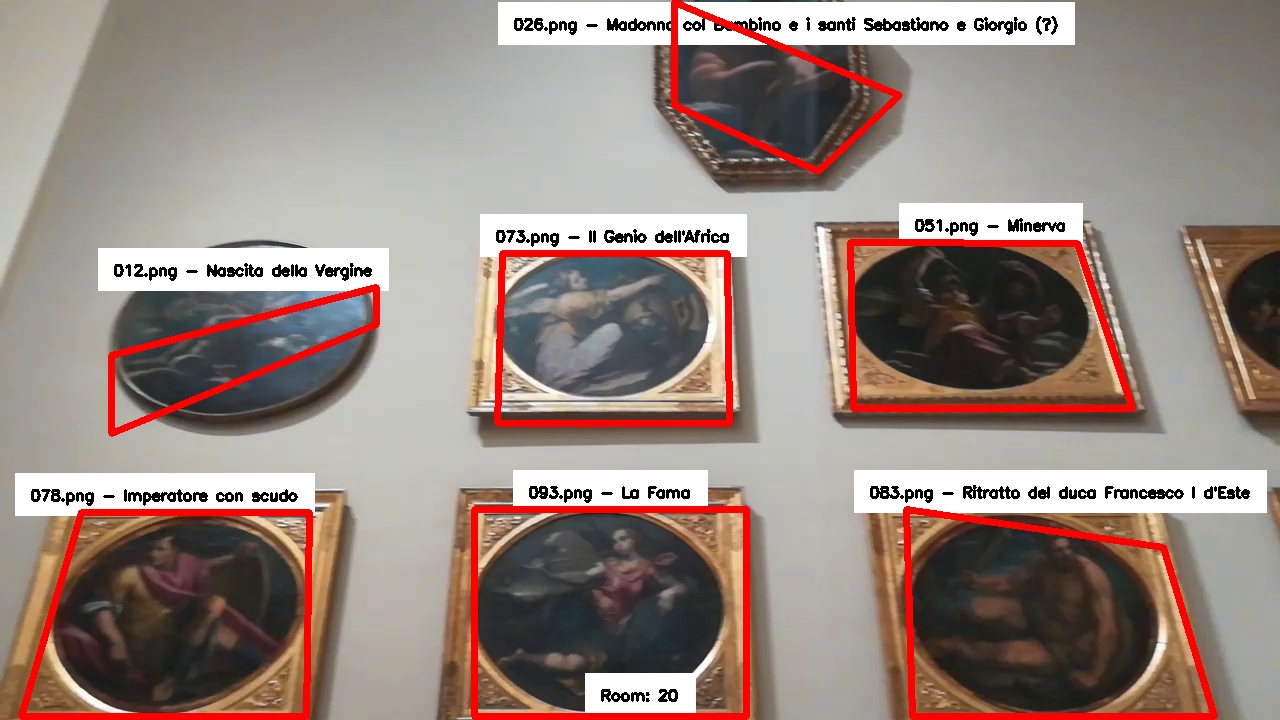 026.png - Madonna col Bambino e i santi Sebastiano e Giorgio (?)
012.png - Nascita della Vergine
073.png - Il Genio dell'Africa
051.png - Minerva
078.png - Imperatore con scudo
093.png - La Fama
083.png - Ritratto del duca Francesco I d'Este
Room: 20